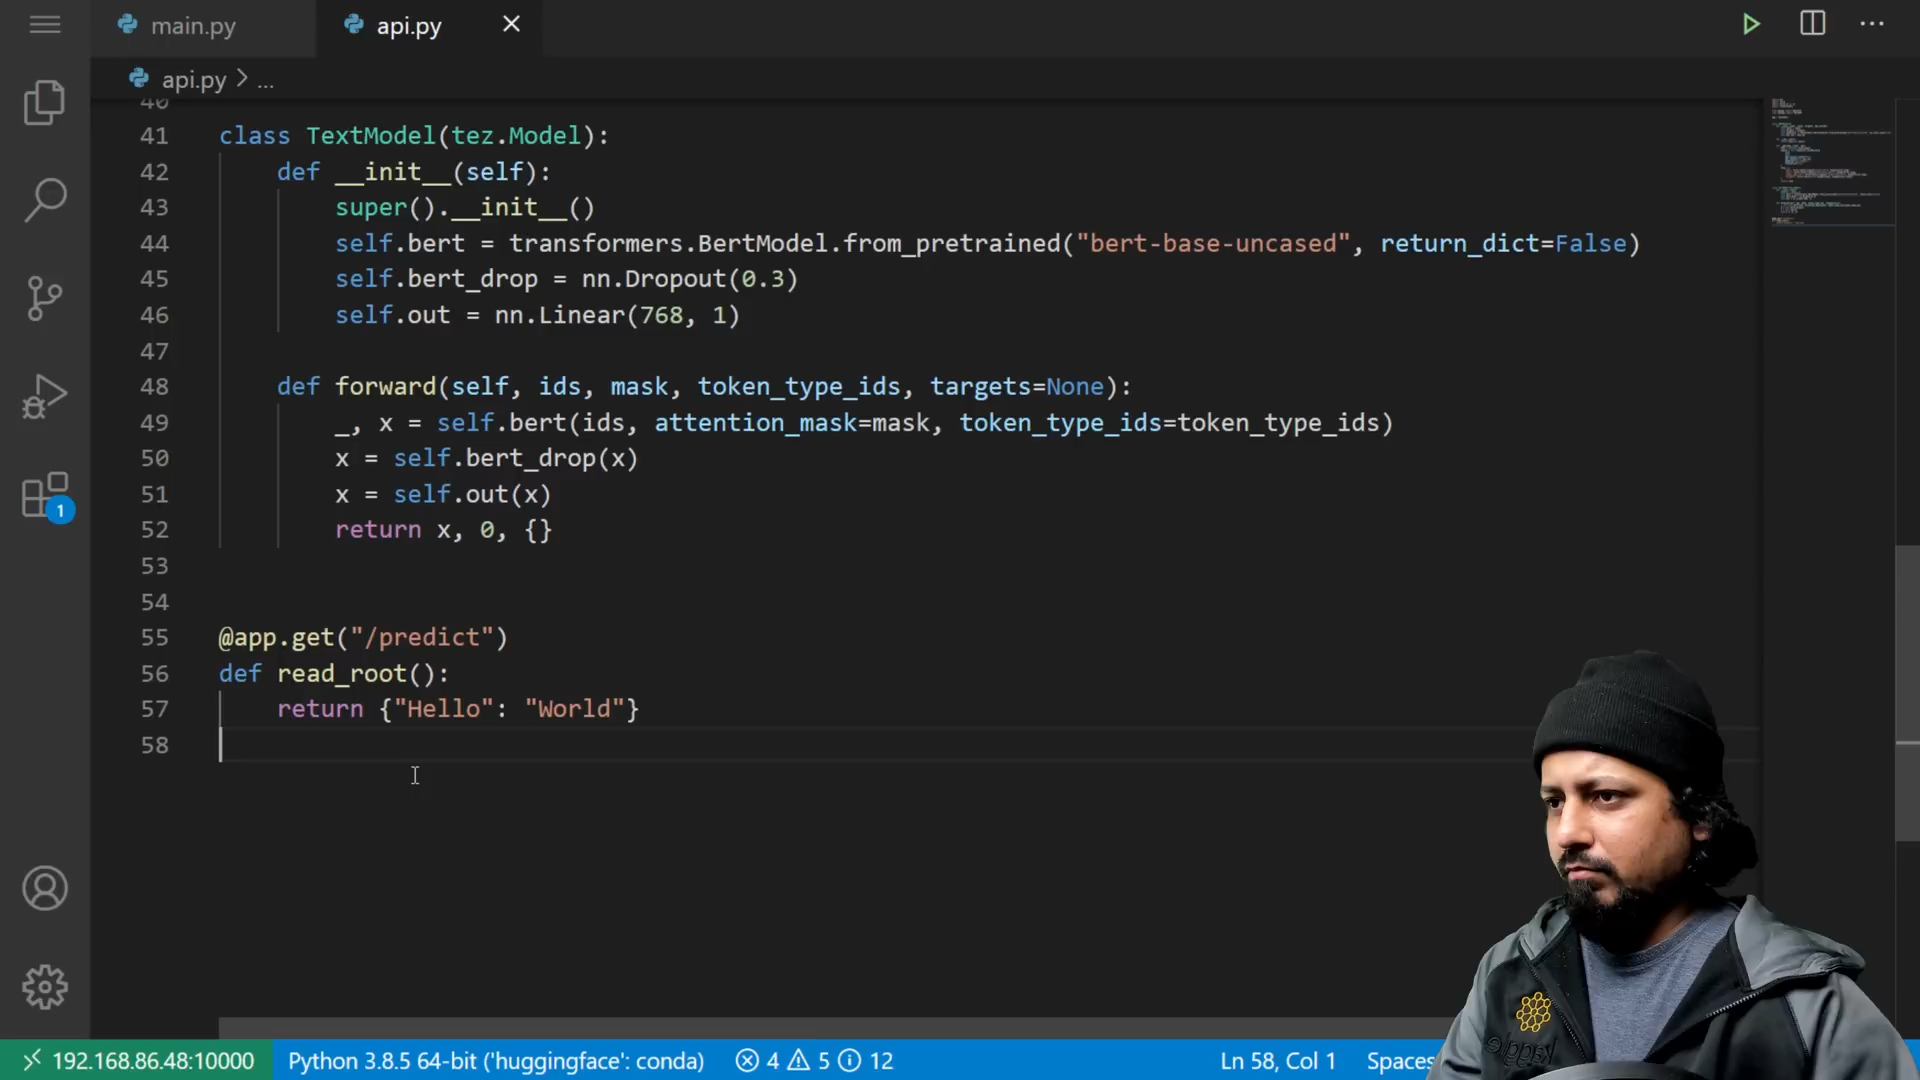 main.py
api.py
api.py > ...
40
41 class TextModel(tez.Model):
42 def __init__(self):
43 super().__init__()
44 self.bert = transformers.BertModel.from_pretrained("bert-base-uncased", return_dict=False)
45 self.bert_drop = nn.Dropout(0.3)
46 self.out = nn.Linear(768, 1)
47
48 def forward(self, ids, mask, token_type_ids, targets=None):
49 _, x = self.bert(ids, attention_mask=mask, token_type_ids=token_type_ids)
50 x = self.bert_drop(x)
51 x = self.out(x)
52 return x, 0, {}
53
54
55 @app.get("/predict")
56 def read_root():
57 return {"Hello": "World"}
58
1
kaggle
192.168.86.48:10000 Python 3.8.5 64-bit ('huggingface': conda) 4 5 12 Ln 58, Col 1 Spaces